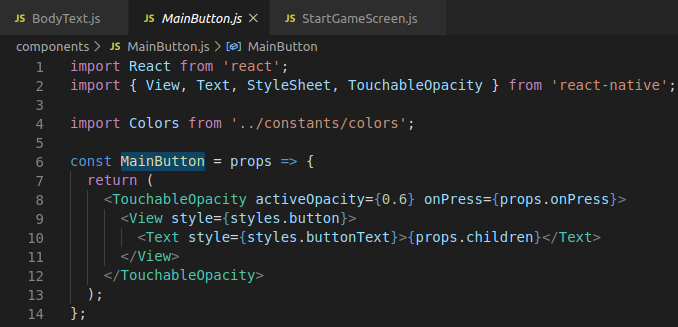 JS BodyText.js JS MainButton.js × JS StartGameScreen.js
components > JS MainButton.js > MainButton
1 import React from 'react';
2 import { View, Text, StyleSheet, TouchableOpacity } from 'react-native';
3
4 import Colors from '../constants/colors';
5
6 const MainButton = props => {
7   return (
8     <TouchableOpacity activeOpacity={0.6} onPress={props.onPress}>
9       <View style={styles.button}>
10         <Text style={styles.buttonText}>{props.children}</Text>
11       </View>
12     </TouchableOpacity>
13   );
14 };